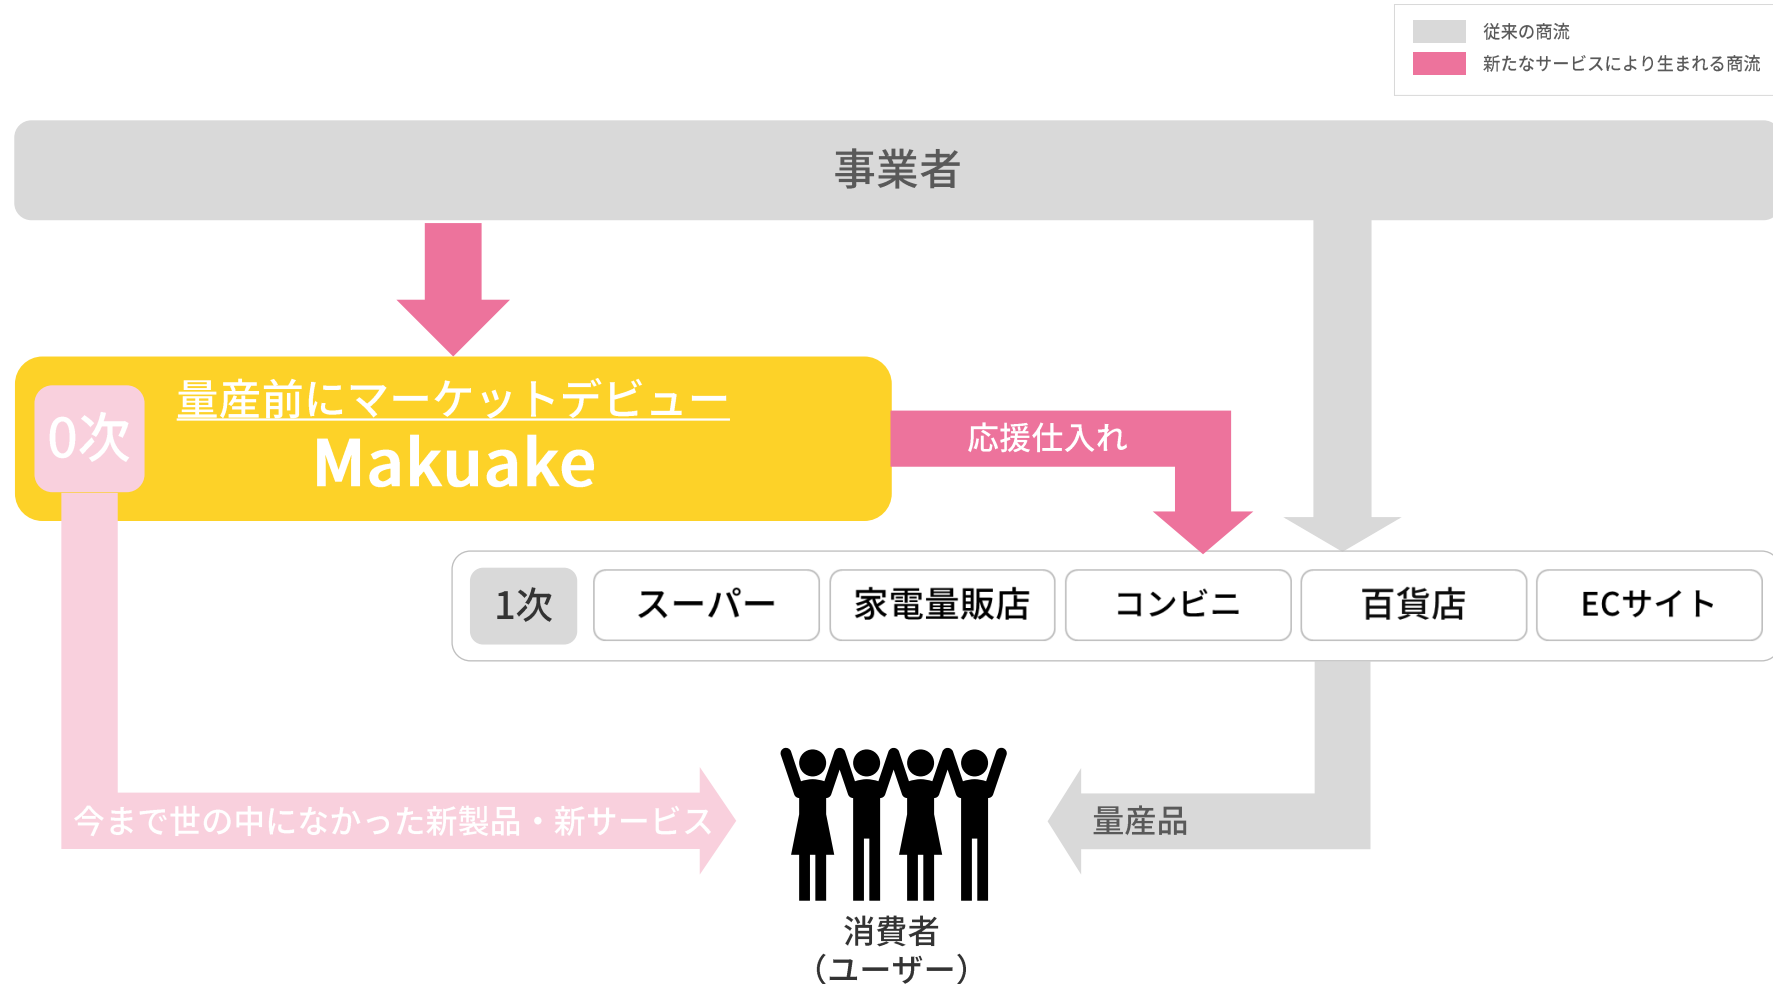 従来の商流
新たなサービスにより生まれる商流
事業者
量産前にマーケットデビュー
0次
Makuake
応援仕入れ
1次
スーパー
家電量販店
コンビニ
百貨店
ECサイト
今まで世の中になかった新製品・新サービス
量産品
消費者
（ユーザー）